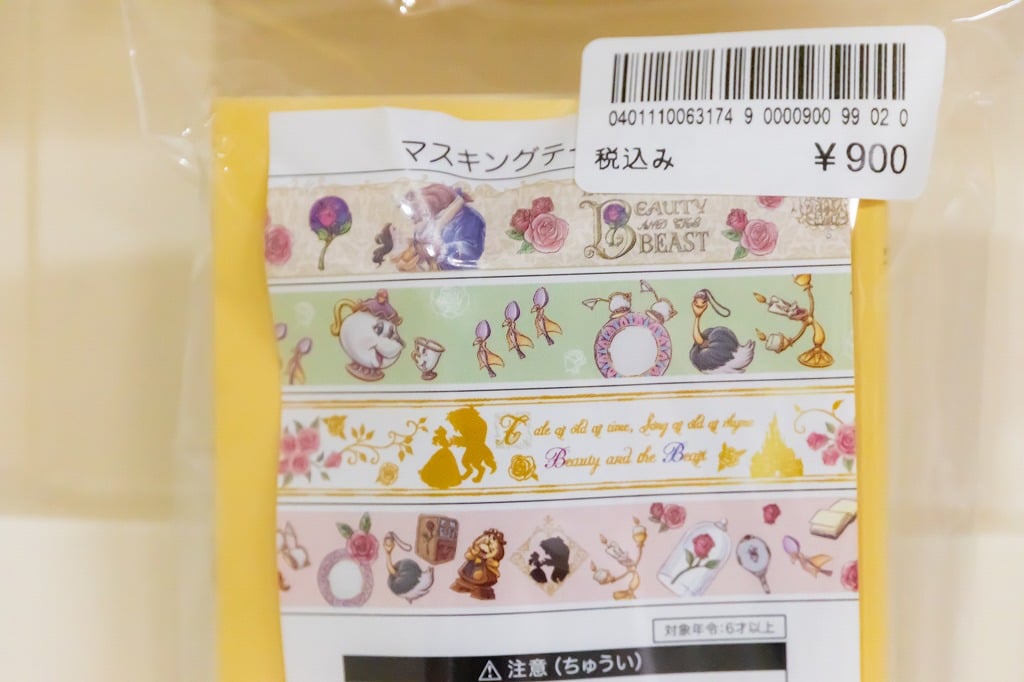 0401110063174 9 0000900 99 02 0
税込み ¥900
マスキングテ
BEAUTY
AND THE
BEAST
Tale as old as time, Song as old as rhyme
Beauty and the Beast
対象年令:6才以上
⚠注意(ちゅうい)